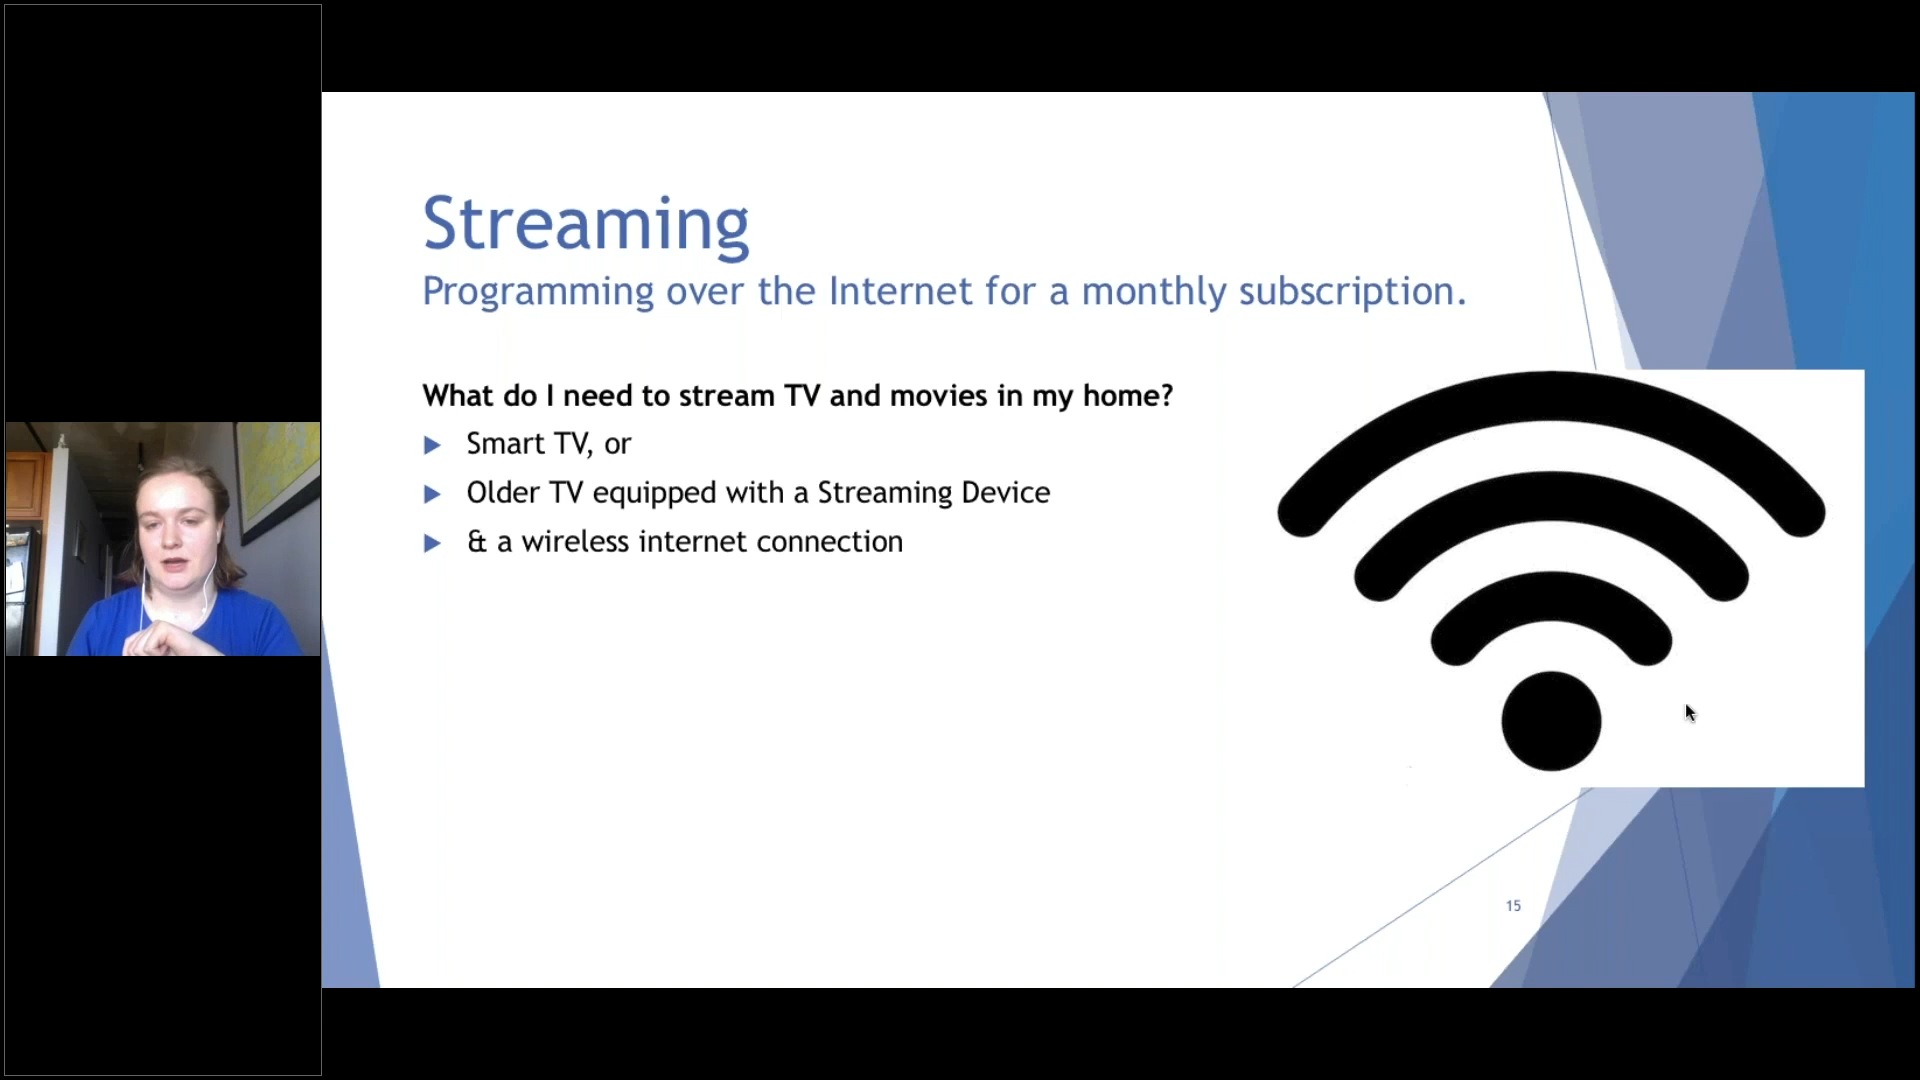 Streaming
Programming over the Internet for a monthly subscription.
What do I need to stream TV and movies in my home?
Smart TV, or
Older TV equipped with a Streaming Device
& a wireless internet connection
15